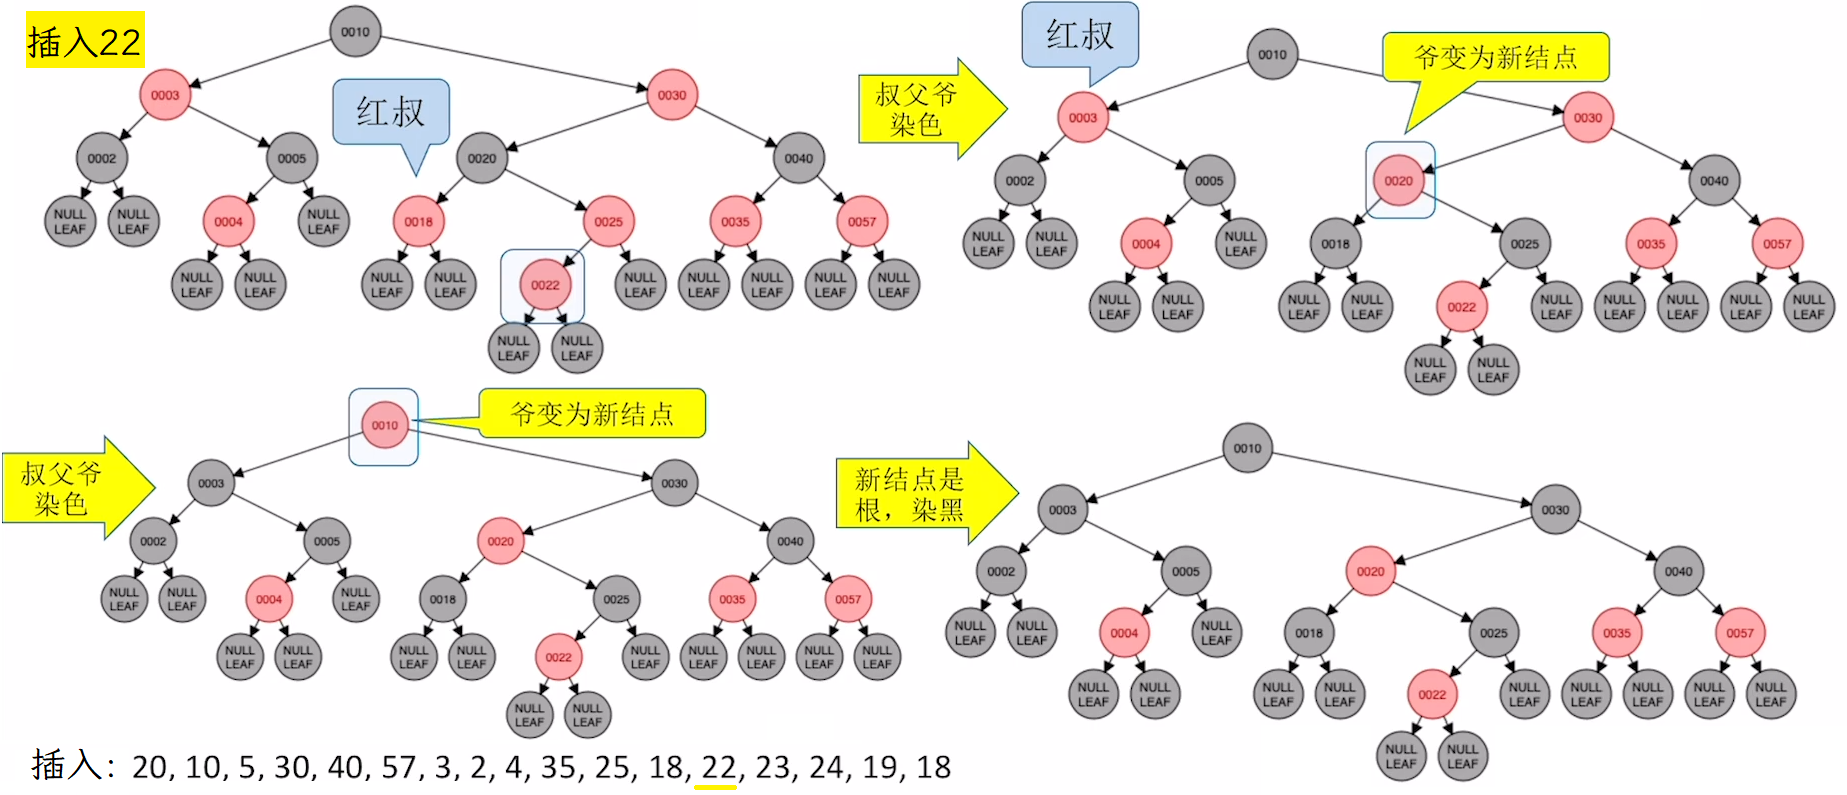 插入22
0010
0003
红叔
0030
0002
0005
0020
0040
NULL LEAF
NULL LEAF
0004
NULL LEAF
0018
0025
0035
0057
NULL LEAF
NULL LEAF
NULL LEAF
NULL LEAF
0022
NULL LEAF
NULL LEAF
NULL LEAF
NULL LEAF
NULL LEAF
NULL LEAF
NULL LEAF
叔父爷
染色
红叔
0010
爷变为新结点
0003
0030
0002
0005
0020
0040
NULL LEAF
NULL LEAF
0004
NULL LEAF
0018
0025
0035
0057
NULL LEAF
NULL LEAF
NULL LEAF
NULL LEAF
0022
NULL LEAF
NULL LEAF
NULL LEAF
NULL LEAF
NULL LEAF
NULL LEAF
NULL LEAF
叔父爷
染色
0010
爷变为新结点
0003
0030
0002
0005
0020
0040
NULL LEAF
NULL LEAF
0004
NULL LEAF
0018
0025
0035
0057
NULL LEAF
NULL LEAF
NULL LEAF
NULL LEAF
0022
NULL LEAF
NULL LEAF
NULL LEAF
NULL LEAF
NULL LEAF
NULL LEAF
NULL LEAF
新结点是
根，染黑
0010
0003
0030
0002
0005
0020
0040
NULL LEAF
NULL LEAF
0004
NULL LEAF
0018
0025
0035
0057
NULL LEAF
NULL LEAF
NULL LEAF
NULL LEAF
0022
NULL LEAF
NULL LEAF
NULL LEAF
NULL LEAF
NULL LEAF
NULL LEAF
NULL LEAF
插入：20, 10, 5, 30, 40, 57, 3, 2, 4, 35, 25, 18, 22, 23, 24, 19, 18